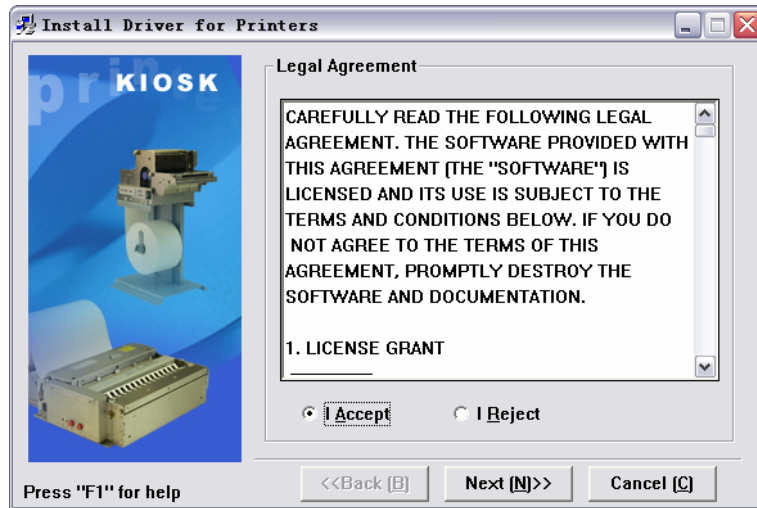 Install Driver for Printers
printer
KIOSK
Legal Agreement
CAREFULLY READ THE FOLLOWING LEGAL
AGREEMENT. THE SOFTWARE PROVIDED WITH
THIS AGREEMENT (THE "SOFTWARE") IS
LICENSED AND ITS USE IS SUBJECT TO THE
TERMS AND CONDITIONS BELOW. IF YOU DO
NOT AGREE TO THE TERMS OF THIS
AGREEMENT, PROMPTLY DESTROY THE
SOFTWARE AND DOCUMENTATION.
1. LICENSE GRANT
I Accept
I Reject
Press "F1" for help
<<Back (B)
Next (N)>>
Cancel (C)